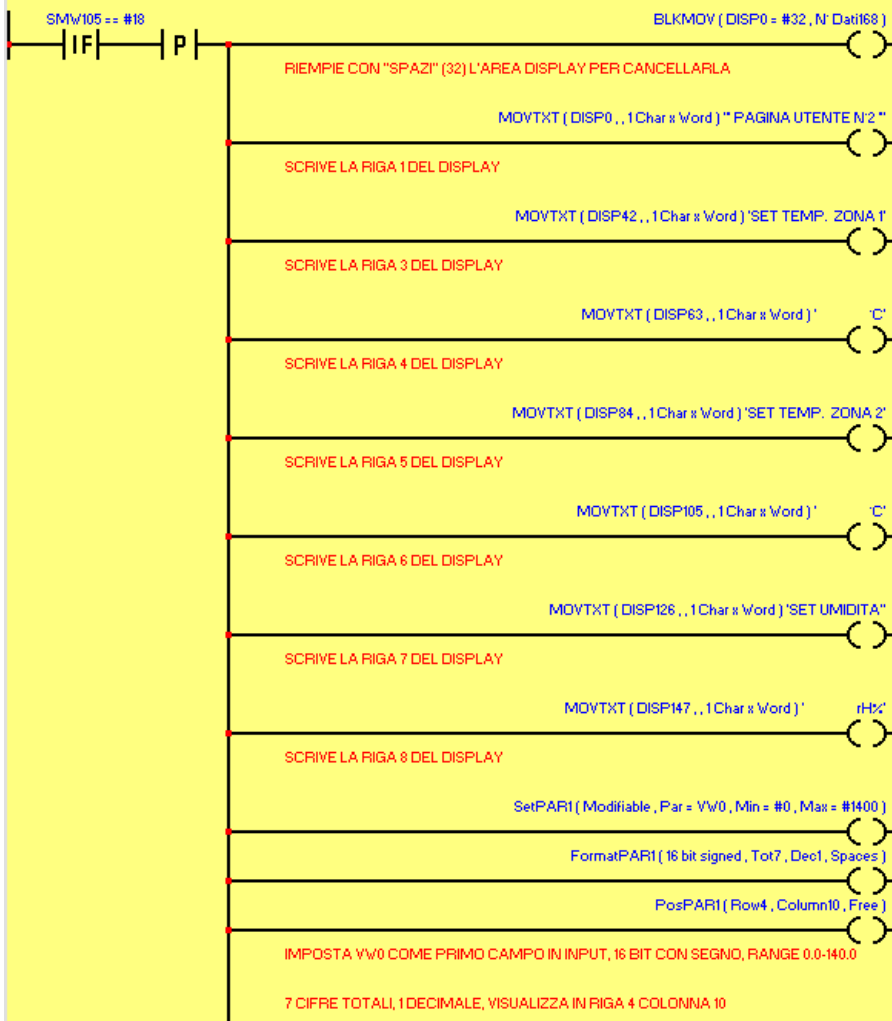 SMW105 == #18
BLKMOV ( DISP0 = #32 , N° Dati168 )
IF
P
RIEMPIE CON "SPAZI" (32) L'AREA DISPLAY PER CANCELLARLA
MOVTXT ( DISP0 , , 1 Char x Word ) '" PAGINA UTENTE N°2 "'
SCRIVE LA RIGA 1 DEL DISPLAY
MOVTXT ( DISP42 , , 1 Char x Word ) 'SET TEMP. ZONA 1'
SCRIVE LA RIGA 3 DEL DISPLAY
MOVTXT ( DISP63 , , 1 Char x Word ) ' °C'
SCRIVE LA RIGA 4 DEL DISPLAY
MOVTXT ( DISP84 , , 1 Char x Word ) 'SET TEMP. ZONA 2'
SCRIVE LA RIGA 5 DEL DISPLAY
MOVTXT ( DISP105 , , 1 Char x Word ) ' °C'
SCRIVE LA RIGA 6 DEL DISPLAY
MOVTXT ( DISP126 , , 1 Char x Word ) 'SET UMIDITA''
SCRIVE LA RIGA 7 DEL DISPLAY
MOVTXT ( DISP147 , , 1 Char x Word ) ' rH%'
SCRIVE LA RIGA 8 DEL DISPLAY
SetPAR1 ( Modifiable , Par = VW0 , Min = #0 , Max = #1400 )
FormatPAR1 ( 16 bit signed , Tot7 , Dec1 , Spaces )
PosPAR1 ( Row4 , Column10 , Free )
IMPOSTA VW0 COME PRIMO CAMPO IN INPUT, 16 BIT CON SEGNO, RANGE 0.0-140.0
7 CIFRE TOTALI, 1 DECIMALE, VISUALIZZA IN RIGA 4 COLONNA 10